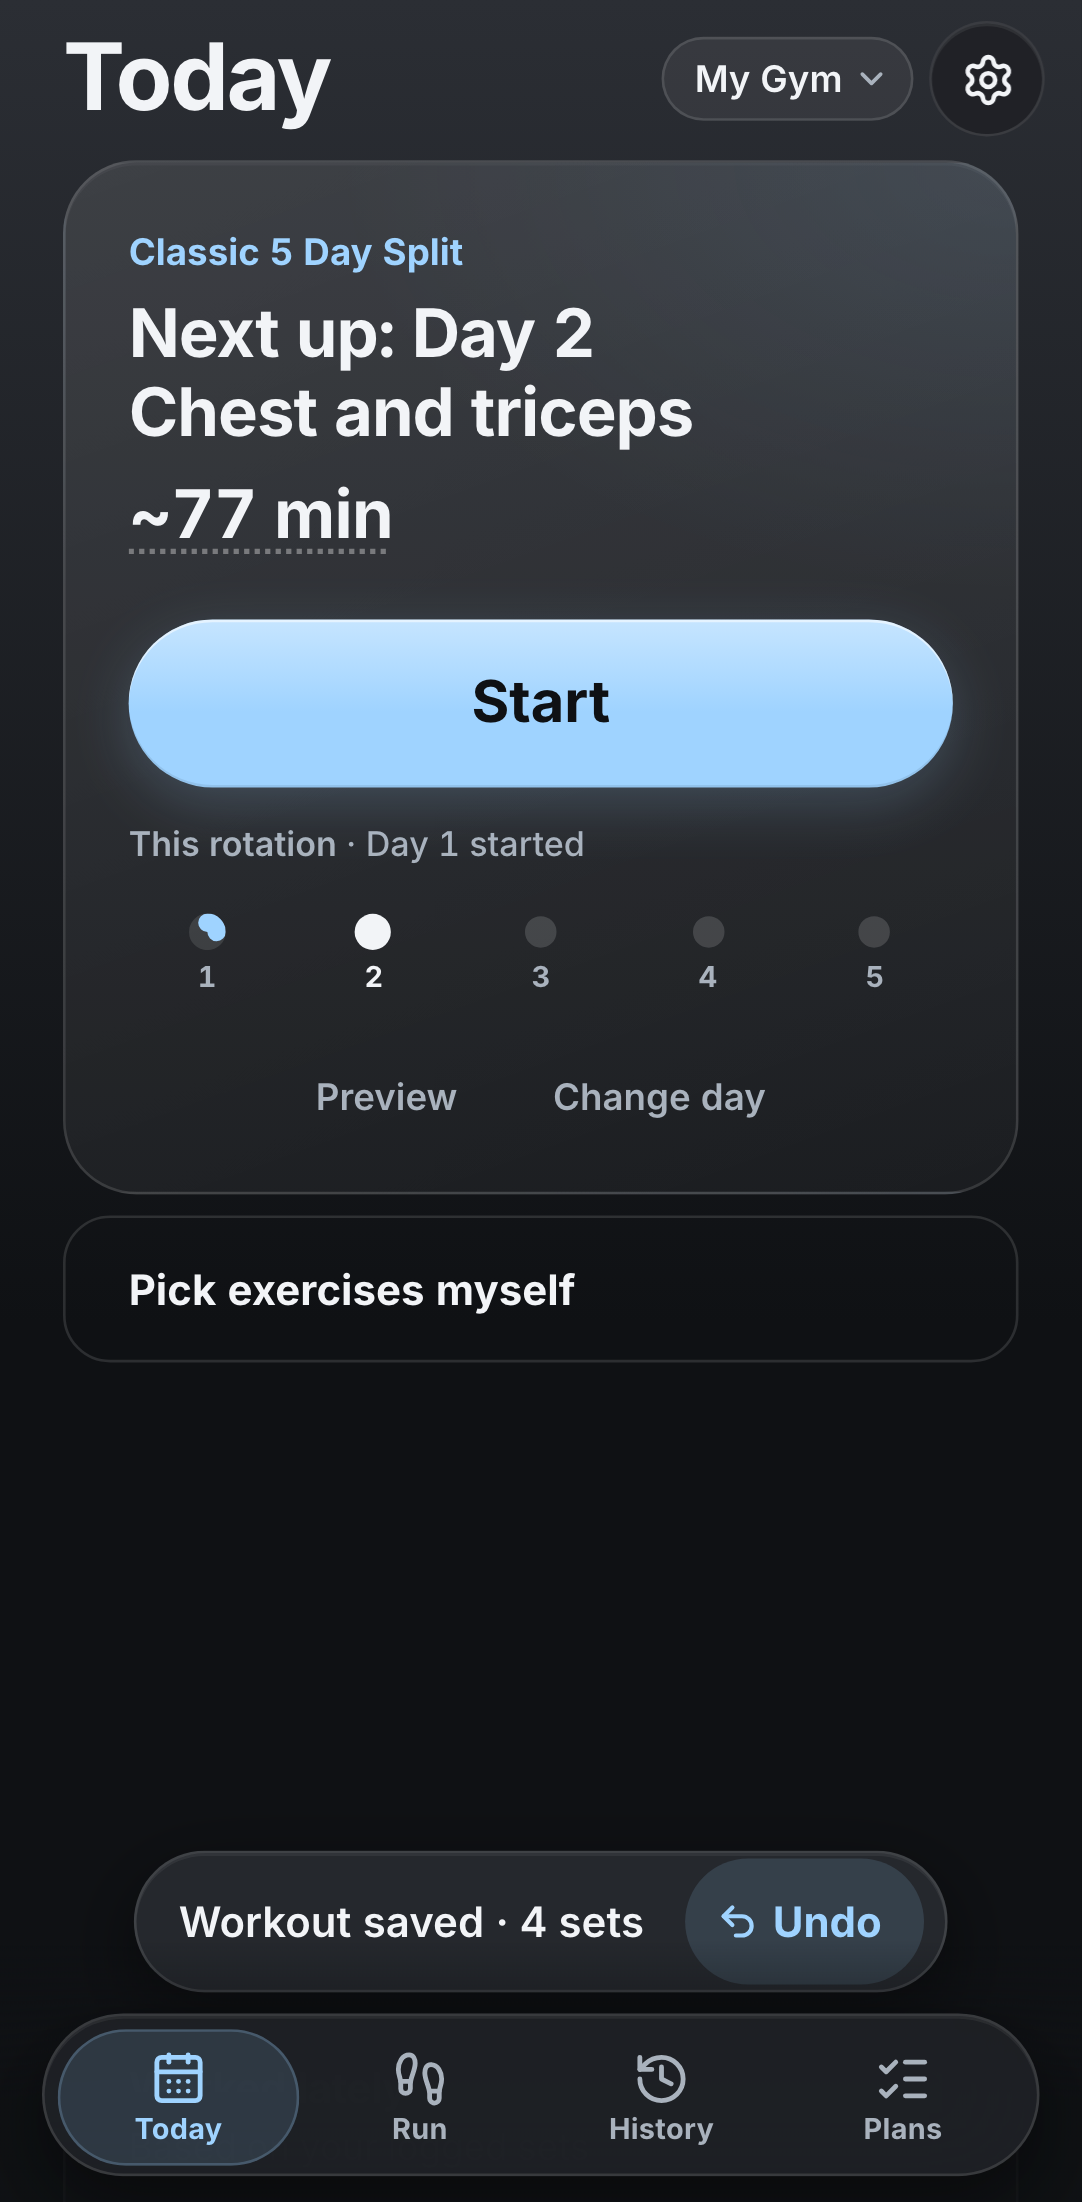 Today
My Gym
Classic 5 Day Split
Next up: Day 2
Chest and triceps
~77 min
Start
This rotation · Day 1 started
1 2 3 4 5
Preview Change day
Pick exercises myself
Workout saved · 4 sets Undo
Today Run History Plans